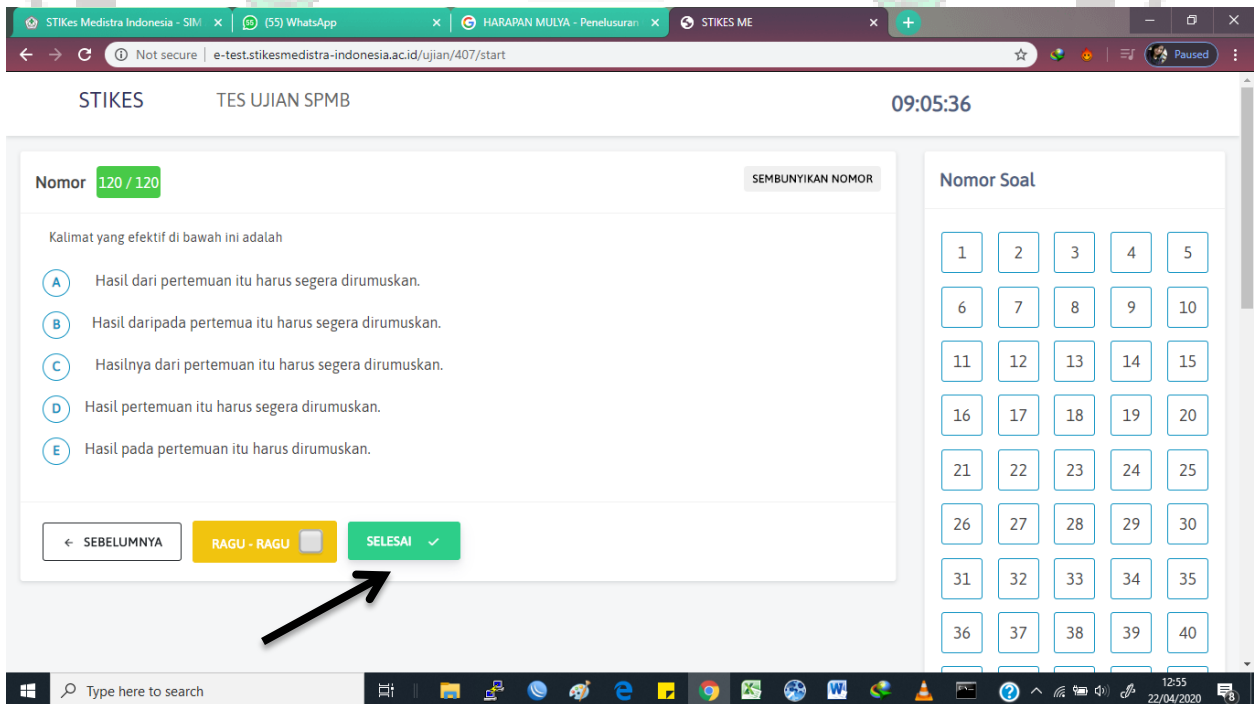 STIKes Medistra Indonesia - SIM
(55) WhatsApp
HARAPAN MULYA - Penelusuran
STIKES ME
Not secure | e-test.stikesmedistra-indonesia.ac.id/ujian/407/start
Paused
STIKES TES UJIAN SPMB 09:05:36
Nomor 120 / 120 SEMBUNYIKAN NOMOR
Kalimat yang efektif di bawah ini adalah
A Hasil dari pertemuan itu harus segera dirumuskan.
B Hasil daripada pertemua itu harus segera dirumuskan.
C Hasilnya dari pertemuan itu harus segera dirumuskan.
D Hasil pertemuan itu harus segera dirumuskan.
E Hasil pada pertemuan itu harus dirumuskan.
← SEBELUMNYA RAGU - RAGU SELESAI ✓
Nomor Soal
1 2 3 4 5
6 7 8 9 10
11 12 13 14 15
16 17 18 19 20
21 22 23 24 25
26 27 28 29 30
31 32 33 34 35
36 37 38 39 40
Type here to search
12:55
22/04/2020